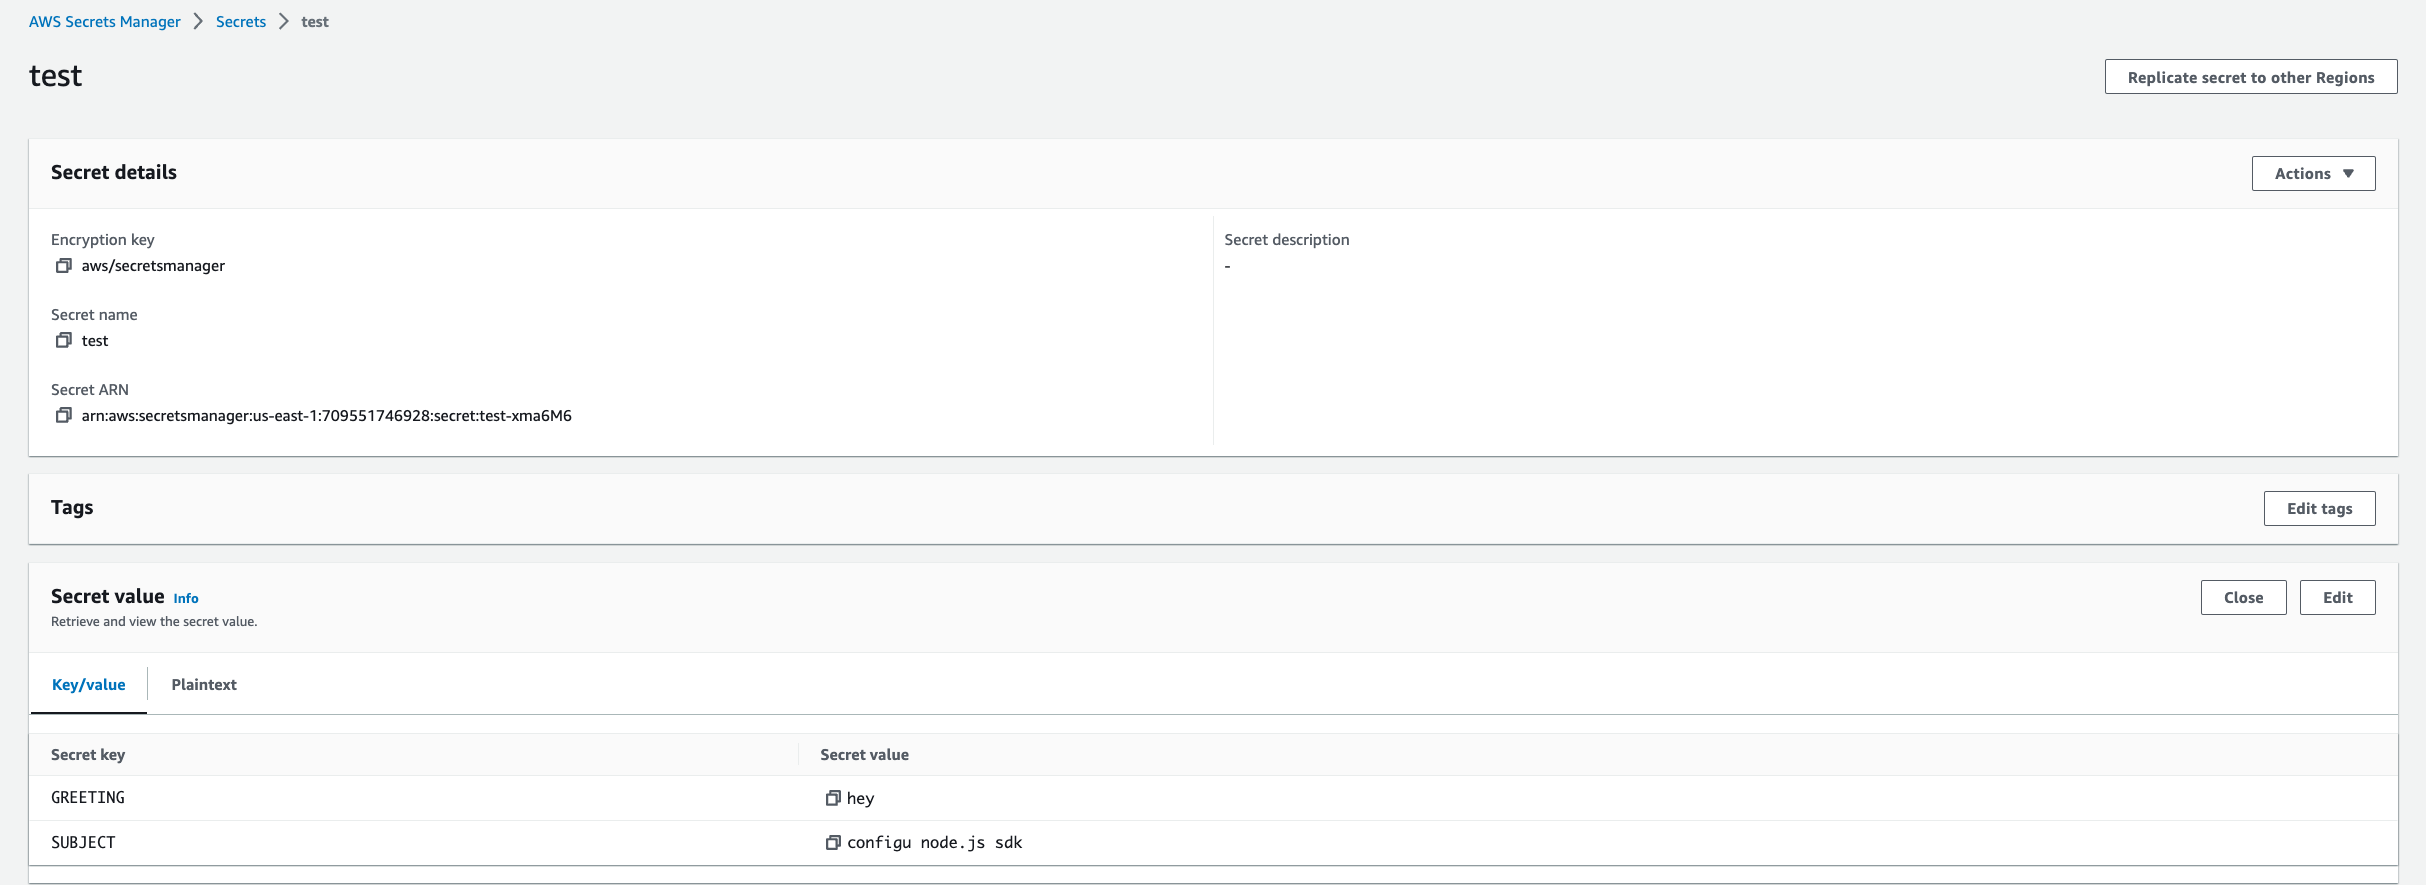 AWS Secrets Manager > Secrets > test
test
Replicate secret to other Regions
Secret details
Actions ▼
Encryption key
aws/secretsmanager
Secret name
test
Secret ARN
arn:aws:secretsmanager:us-east-1:709551746928:secret:test-xma6M6
Secret description
-
Tags
Edit tags
Secret value Info
Retrieve and view the secret value.
Close Edit
Key/value Plaintext
Secret key Secret value
GREETING hey
SUBJECT configu node.js sdk